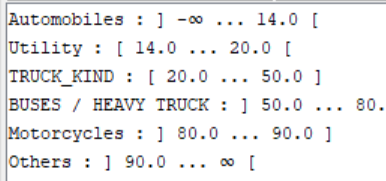 Automobiles : ] -∞ ... 14.0 [
Utility : [ 14.0 ... 20.0 [
TRUCK_KIND : [ 20.0 ... 50.0 ]
BUSES / HEAVY TRUCK : ] 50.0 ... 80.
Motorcycles : ] 80.0 ... 90.0 ]
Others : ] 90.0 ... ∞ [